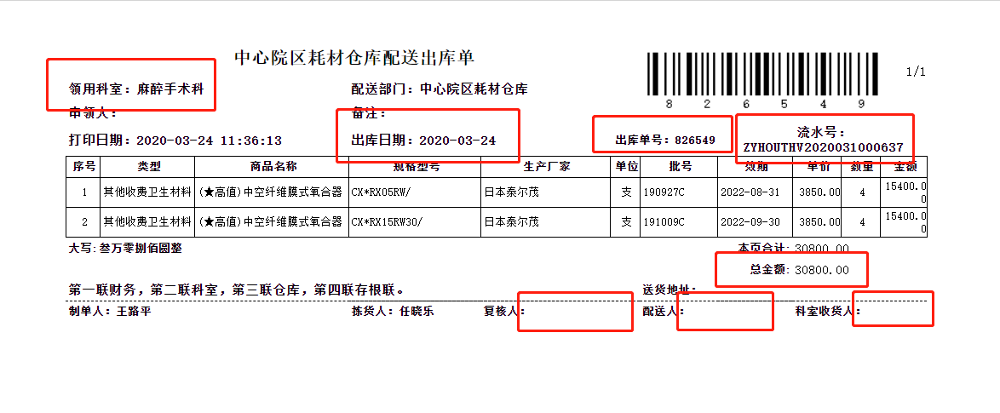 中心院区耗材仓库配送出库单
1/1
8 2 6 5 4 9
领用科室：麻醉手术科 配送部门：中心院区耗材仓库
申领人： 备注：
打印日期：2020-03-24 11:36:13 出库日期：2020-03-24 出库单号：826549 流水号：
ZYHOUTHV2020031000637
序号 类型 商品名称 规格型号 生产厂家 单位 批号 效期 单价 数量 金额
1 其他收费卫生材料 (★高值)中空纤维膜式氧合器 CX*RX05RW/ 日本泰尔茂 支 190927C 2022-08-31 3850.00 4 15400.0
0
2 其他收费卫生材料 (★高值)中空纤维膜式氧合器 CX*RX15RW30/ 日本泰尔茂 支 191009C 2022-09-30 3850.00 4 15400.0
0
大写:叁万零捌佰圆整 本页合计: 30800.00
总金额: 30800.00
第一联财务，第二联科室，第三联仓库，第四联存根联。 送货地址：
制单人：王路平 拣货人：任晓乐 复核人： 配送人： 科室收货人：